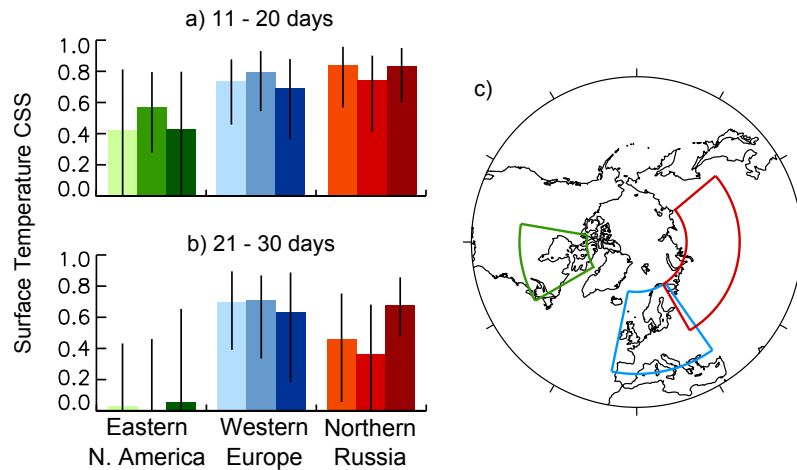 a) 11 - 20 days
1.0
0.8
0.6
0.4
0.2
0.0
Surface Temperature CSS
b) 21 - 30 days
1.0
0.8
0.6
0.4
0.2
0.0
Eastern
N. America
Western
Europe
Northern
Russia
c)